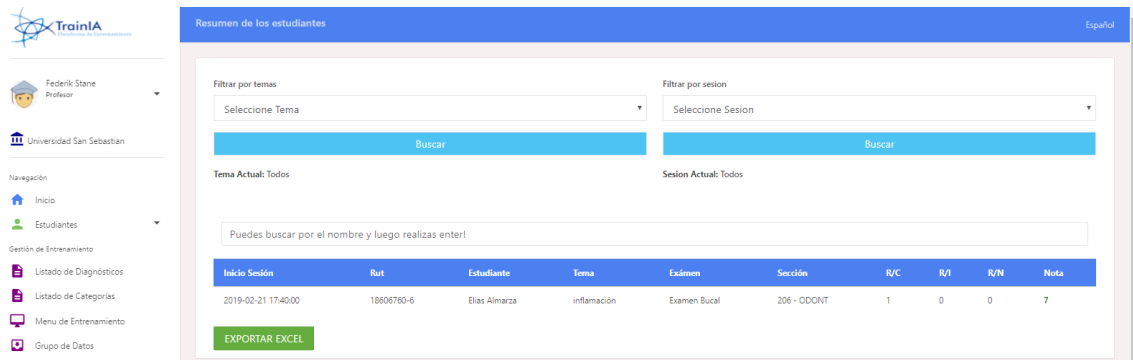 TrainIA
Plataforma de Entrenamiento
Federik Stane
Profesor
Universidad San Sebastian
Navegación
Inicio
Estudiantes
Gestión de Entrenamiento
Listado de Diagnósticos
Listado de Categorías
Menu de Entrenamiento
Grupo de Datos
Resumen de los estudiantes Español
Filtrar por temas Filtrar por sesion
Seleccione Tema Seleccione Sesion
Buscar Buscar
Tema Actual: Todos Sesion Actual: Todos
Puedes buscar por el nombre y luego realizas enter!
Inicio Sesión Rut Estudiante Tema Exámen Sección R/C R/I R/N Nota
2019-02-21 17:40:00 18606760-6 Elias Almarza inflamación Examen Bucal 206 - ODONT 1 0 0 7
EXPORTAR EXCEL